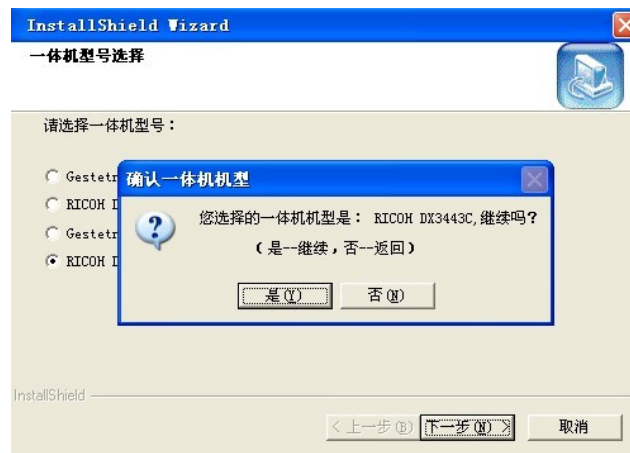 InstallShield Wizard
一体机型号选择
请选择一体机型号：
Gestetn
RICOH D
Gestetn
RICOH D
确认一体机机型
您选择的一体机机型是： RICOH DX3443C,继续吗?
（是--继续，否--返回）
是(Y)
否(N)
InstallShield
< 上一步(B)
下一步(N) >
取消